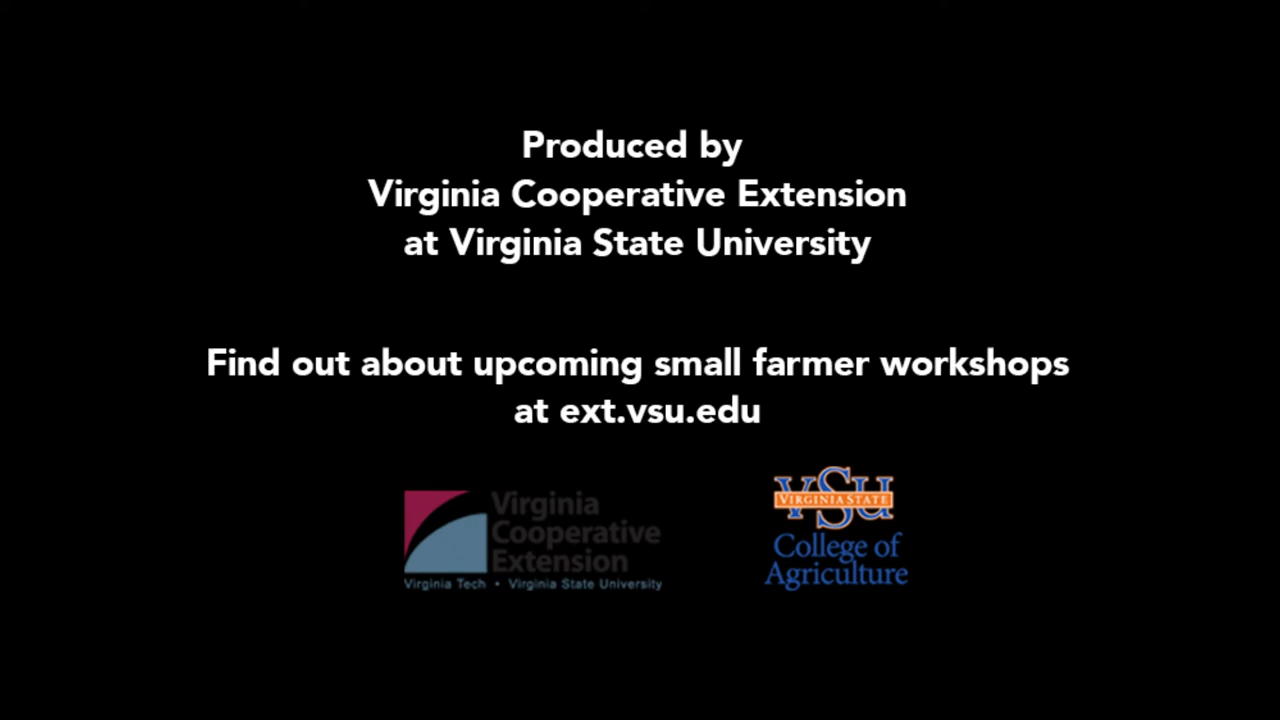 Produced by
Virginia Cooperative Extension
at Virginia State University
Find out about upcoming small farmer workshops
at ext.vsu.edu
Virginia
Cooperative
Extension
Virginia Tech • Virginia State University
VSU
VIRGINIA STATE
College of
Agriculture